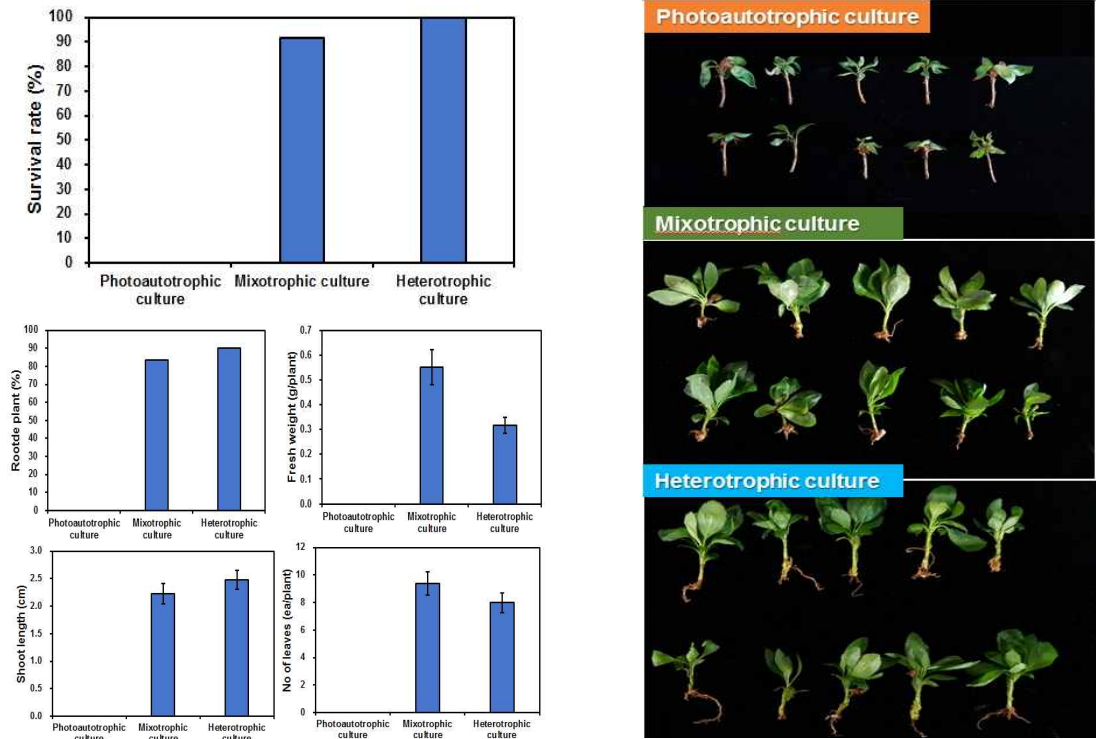 Survival rate (%)
100
90
80
70
60
50
40
30
20
10
0
Photoautotrophic
culture
Mixotrophic culture
Heterotrophic
culture
Rootde plant (%)
100
90
80
70
60
50
40
30
20
10
0
Photoautotrophic
culture
Mixotrophic
culture
Heterotrophic
culture
Fresh weight (g/plant)
0.7
0.6
0.5
0.4
0.3
0.2
0.1
0.0
Photoautotrophic
culture
Mixotrophic
culture
Heterotrophic
culture
Shoot length (cm)
3.0
2.5
2.0
1.5
1.0
0.5
0.0
Photoautotrophic
culture
Mixotrophic
culture
Heterotrophic
culture
No of leaves (ea/plant)
12
10
8
6
4
2
0
Photoautotrophic
culture
Mixotrophic
culture
Heterotrophic
culture
Photoautotrophic culture
Mixotrophic culture
Heterotrophic culture